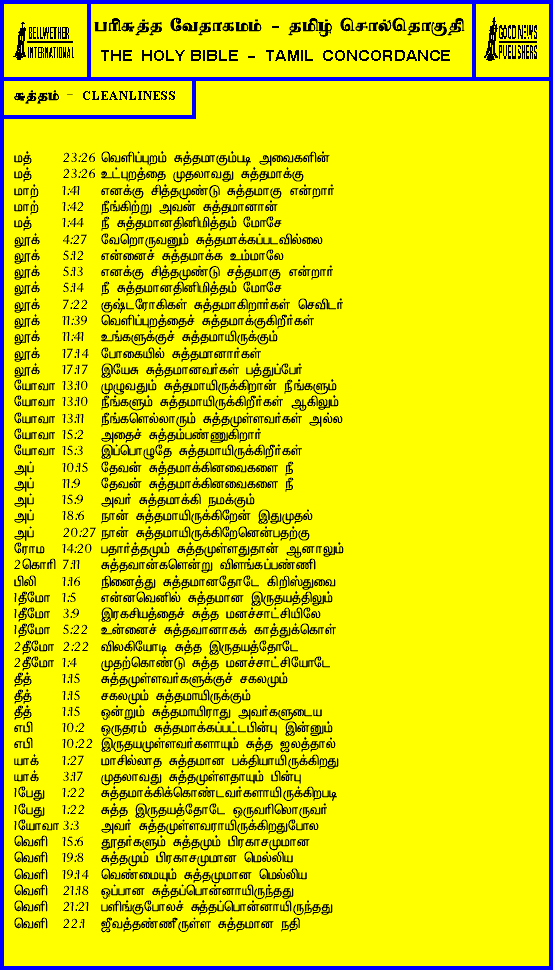 BELLWETHER
INTERNATIONAL
பரிசுத்த வேதாகமம் - தமிழ் சொல்தொகுதி
THE HOLY BIBLE - TAMIL CONCORDANCE
GOOD NEWS
PUBLISHERS
சுத்தம் - CLEANLINESS
மத் 23:26 வெளிப்புறம் சுத்தமாகும்படி அவைகளின்
மத் 23:26 உட்புறத்தை முதலாவது சுத்தமாக்கு
மாற் 1:41 எனக்கு சித்தமுண்டு சுத்தமாகு என்றார்
மாற் 1:42 நீங்கிற்று அவன் சுத்தமானான்
மத் 1:44 நீ சுத்தமானதினிமித்தம் மோசே
லூக் 4:27 வேறொருவனும் சுத்தமாக்கப்படவில்லை
லூக் 5:12 என்னைச் சுத்தமாக்க உம்மாலே
லூக் 5:13 எனக்கு சித்தமுண்டு சத்தமாகு என்றார்
லூக் 5:14 நீ சுத்தமானதினிமித்தம் மோசே
லூக் 7:22 குஷ்டரோகிகள் சுத்தமாகிறார்கள் செவிடர்
லூக் 11:39 வெளிப்புறத்தைச் சுத்தமாக்குகிறீர்கள்
லூக் 11:41 உங்களுக்குச் சுத்தமாயிருக்கும்
லூக் 17:14 போகையில் சுத்தமானார்கள்
லூக் 17:17 இயேசு சுத்தமானவர்கள் பத்துப்பேர்
யோவா 13:10 முழுவதும் சுத்தமாயிருக்கிறான் நீங்களும்
யோவா 13:10 நீங்களும் சுத்தமாயிருக்கிறீர்கள் ஆகிலும்
யோவா 13:11 நீங்களெல்லாரும் சுத்தமுள்ளவர்கள் அல்ல
யோவா 15:2 அதைச் சுத்தம்பண்ணுகிறார்
யோவா 15:3 இப்பொழுதே சுத்தமாயிருக்கிறீர்கள்
அப் 10:15 தேவன் சுத்தமாக்கினவைகளை நீ
அப் 11:9 தேவன் சுத்தமாக்கினவைகளை நீ
அப் 15:9 அவர் சுத்தமாக்கி நமக்கும்
அப் 18:6 நான் சுத்தமாயிருக்கிறேன் இதுமுதல்
அப் 20:27 நான் சுத்தமாயிருக்கிறேனென்பதற்கு
ரோம 14:20 பதார்த்தமும் சுத்தமுள்ளதுதான் ஆனாலும்
2கொரி 7:11 சுத்தவான்களென்று விளங்கப்பண்ணி
பிலி 1:16 நினைத்து சுத்தமானதோடே கிறிஸ்துவை
1தீமோ 1:5 என்னவெனில் சுத்தமான இருதயத்திலும்
1தீமோ 3:9 இரகசியத்தைச் சுத்த மனச்சாட்சியிலே
1தீமோ 5:22 உன்னைச் சுத்தவானாகக் காத்துக்கொள்
2தீமோ 2:22 விலகியோடி சுத்த இருதயத்தோடே
2தீமோ 1:4 முதற்கொண்டு சுத்த மனச்சாட்சியோடே
தீத் 1:15 சுத்தமுள்ளவர்களுக்குச் சகலமும்
தீத் 1:15 சகலமும் சுத்தமாயிருக்கும்
தீத் 1:15 ஒன்றும் சுத்தமாயிராது அவர்களுடைய
எபி 10:2 ஒருதரம் சுத்தமாக்கப்பட்டபின்பு இன்னும்
எபி 10:22 இருதயமுள்ளவர்களாயும் சுத்த ஜலத்தால்
யாக் 1:27 மாசில்லாத சுத்தமான பக்தியாயிருக்கிறது
யாக் 3:17 முதலாவது சுத்தமுள்ளதாயும் பின்பு
1பேது 1:22 சுத்தமாக்கிக்கொண்டவர்களாயிருக்கிறபடி
1பேது 1:22 சுத்த இருதயத்தோடே ஒருவரிலொருவர்
1யோவா 3:3 அவர் சுத்தமுள்ளவராயிருக்கிறதுபோல
வெளி 15:6 தூதர்களும் சுத்தமும் பிரகாசமுமான
வெளி 19:8 சுத்தமும் பிரகாசமுமான மெல்லிய
வெளி 19:14 வெண்மையும் சுத்தமுமான மெல்லிய
வெளி 21:18 ஒப்பான சுத்தப்பொன்னாயிருந்தது
வெளி 21:21 பளிங்குபோலச் சுத்தப்பொன்னாயிருந்தது
வெளி 22:1 ஜீவத்தண்ணீருள்ள சுத்தமான நதி